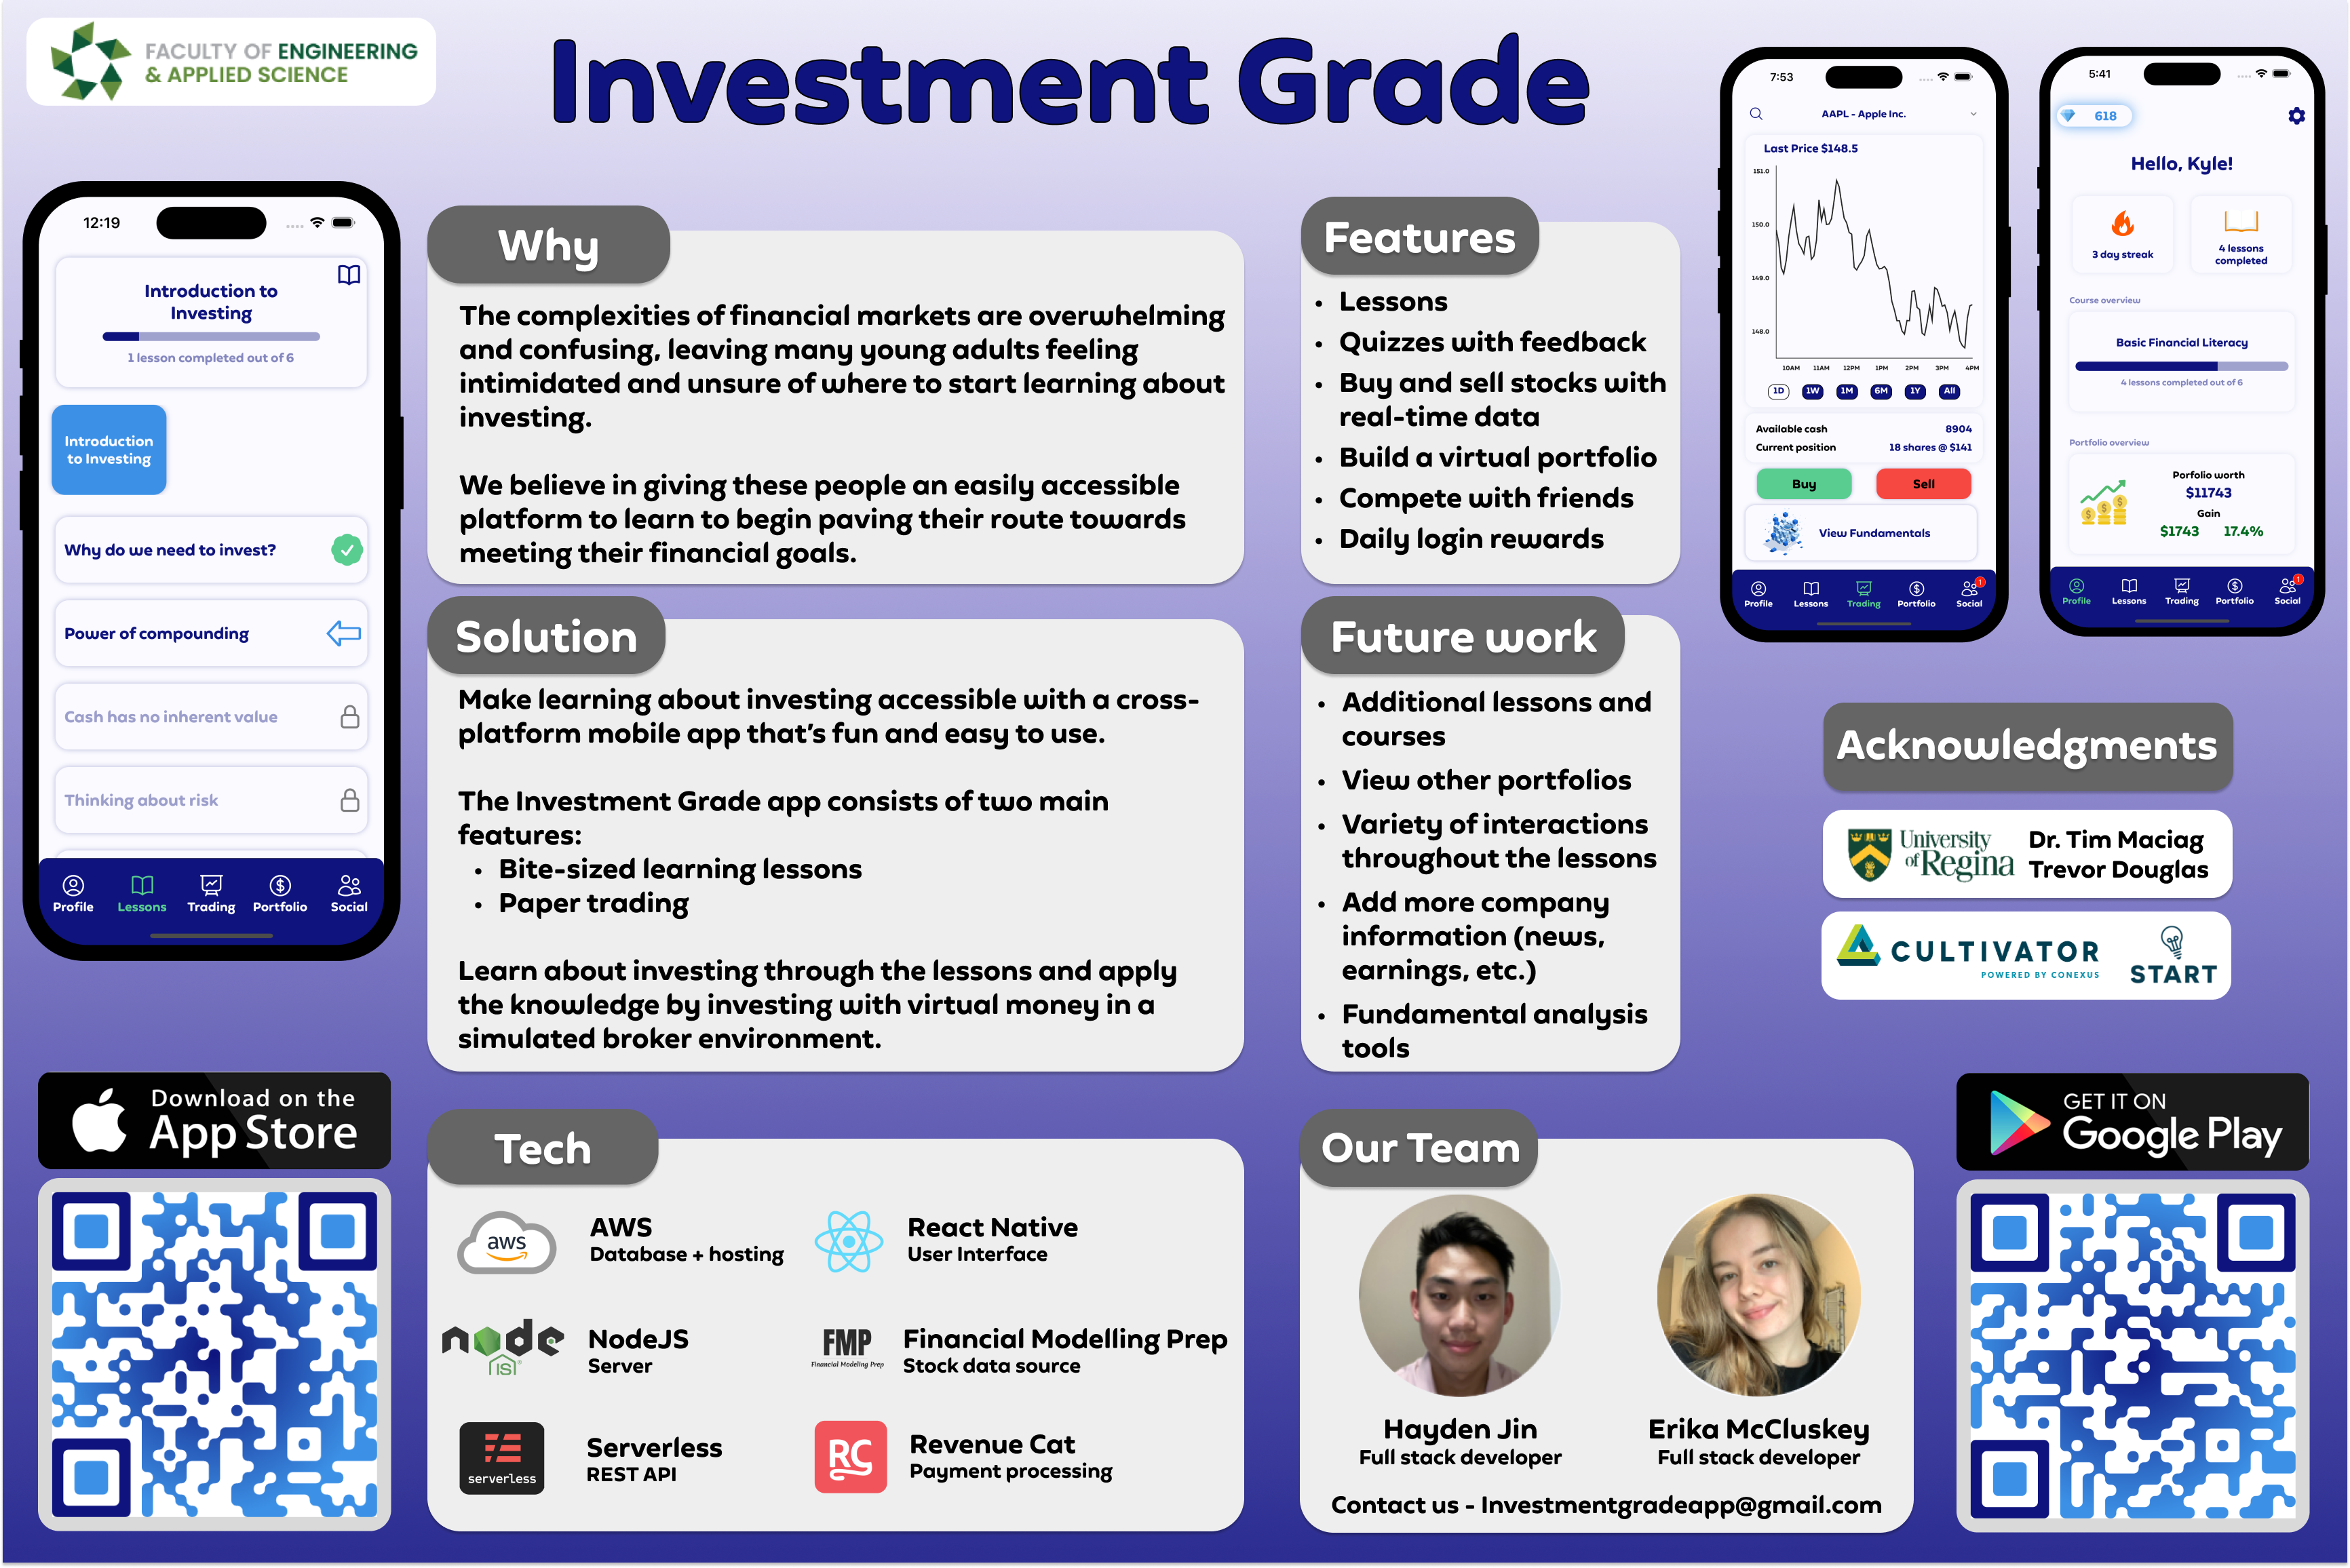 FACULTY OF ENGINEERING
& APPLIED SCIENCE
Investment Grade
12:19
Introduction to
Investing
1 lesson completed out of 6
Introduction
to Investing
Why do we need to invest?
Power of compounding
Cash has no inherent value
Thinking about risk
Profile
Lessons
Trading
Portfolio
Social
Why
The complexities of financial markets are overwhelming
and confusing, leaving many young adults feeling
intimidated and unsure of where to start learning about
investing.
We believe in giving these people an easily accessible
platform to learn to begin paving their route towards
meeting their financial goals.
Solution
Make learning about investing accessible with a cross-
platform mobile app that's fun and easy to use.
The Investment Grade app consists of two main
features:
• Bite-sized learning lessons
• Paper trading
Learn about investing through the lessons and apply
the knowledge by investing with virtual money in a
simulated broker environment.
Features
• Lessons
• Quizzes with feedback
• Buy and sell stocks with
real-time data
• Build a virtual portfolio
• Compete with friends
• Daily login rewards
Future work
• Additional lessons and
courses
• View other portfolios
• Variety of interactions
throughout the lessons
• Add more company
information (news,
earnings, etc.)
• Fundamental analysis
tools
7:53
AAPL - Apple Inc.
Last Price $148.5
151.0
150.0
149.0
148.0
10AM 11AM 12PM 1PM 2PM 3PM 4PM
1D 1W 1M 6M 1Y All
Available cash 8904
Current position 18 shares @ $141
Buy
Sell
View Fundamentals
1
Profile
Lessons
Trading
Portfolio
Social
5:41
618
Hello, Kyle!
3 day streak
4 lessons
completed
Course overview
Basic Financial Literacy
4 lessons completed out of 6
Portfolio overview
Porfolio worth
$11743
Gain
$1743 17.4%
1
Profile
Lessons
Trading
Portfolio
Social
Acknowledgments
University
of Regina
Dr. Tim Maciag
Trevor Douglas
CULTIVATOR
POWERED BY CONEXUS
START
Download on the
App Store
Tech
aws
AWS
Database + hosting
React Native
User Interface
node
JS
NodeJS
Server
FMP
Financial Modeling Prep
Financial Modelling Prep
Stock data source
serverless
Serverless
REST API
RC
Revenue Cat
Payment processing
Our Team
Hayden Jin
Full stack developer
Erika McCluskey
Full stack developer
Contact us - Investmentgradeapp@gmail.com
GET IT ON
Google Play